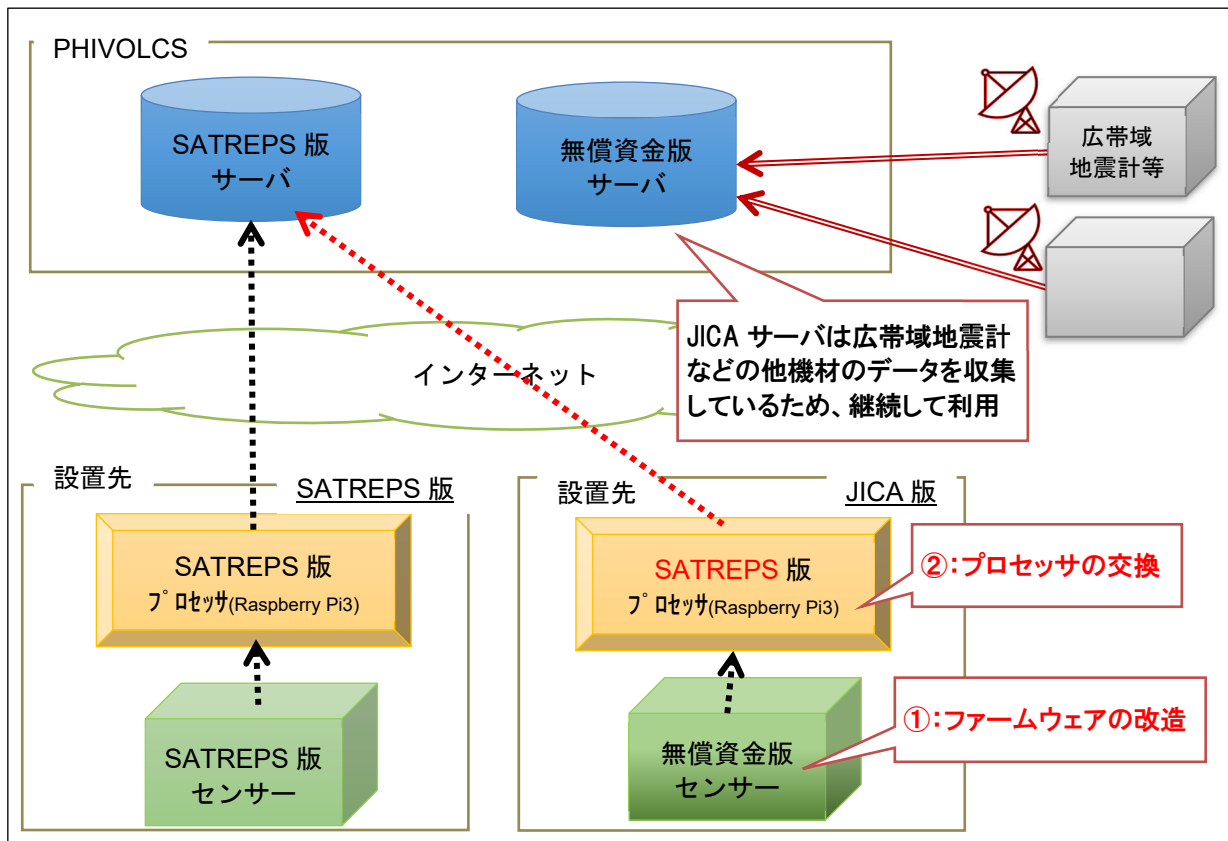 PHIVOLCS
SATREPS 版
サーバ
無償資金版
サーバ
広帯域
地震計等
JICA サーバは広帯域地震計
などの他機材のデータを収集
しているため、継続して利用
インターネット
設置先
SATREPS 版
SATREPS 版
プロセッサ(Raspberry Pi3)
SATREPS 版
センサー
設置先
JICA 版
SATREPS 版
プロセッサ(Raspberry Pi3)
②:プロセッサの交換
無償資金版
センサー
①:ファームウェアの改造